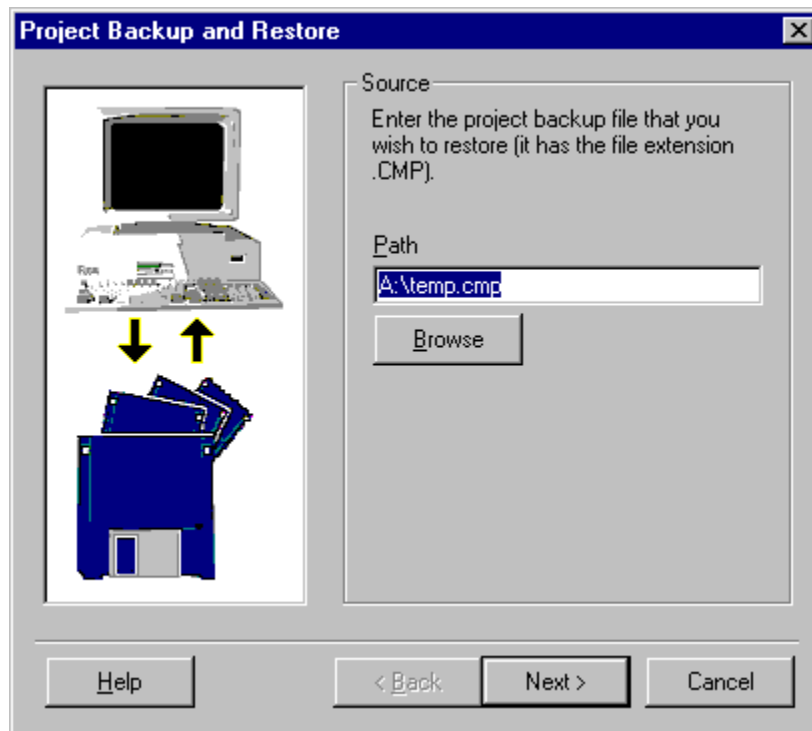 Project Backup and Restore
Source
Enter the project backup file that you
wish to restore (it has the file extension
.CMP).
Path
A:\temp.cmp
Browse
Help
< Back
Next >
Cancel